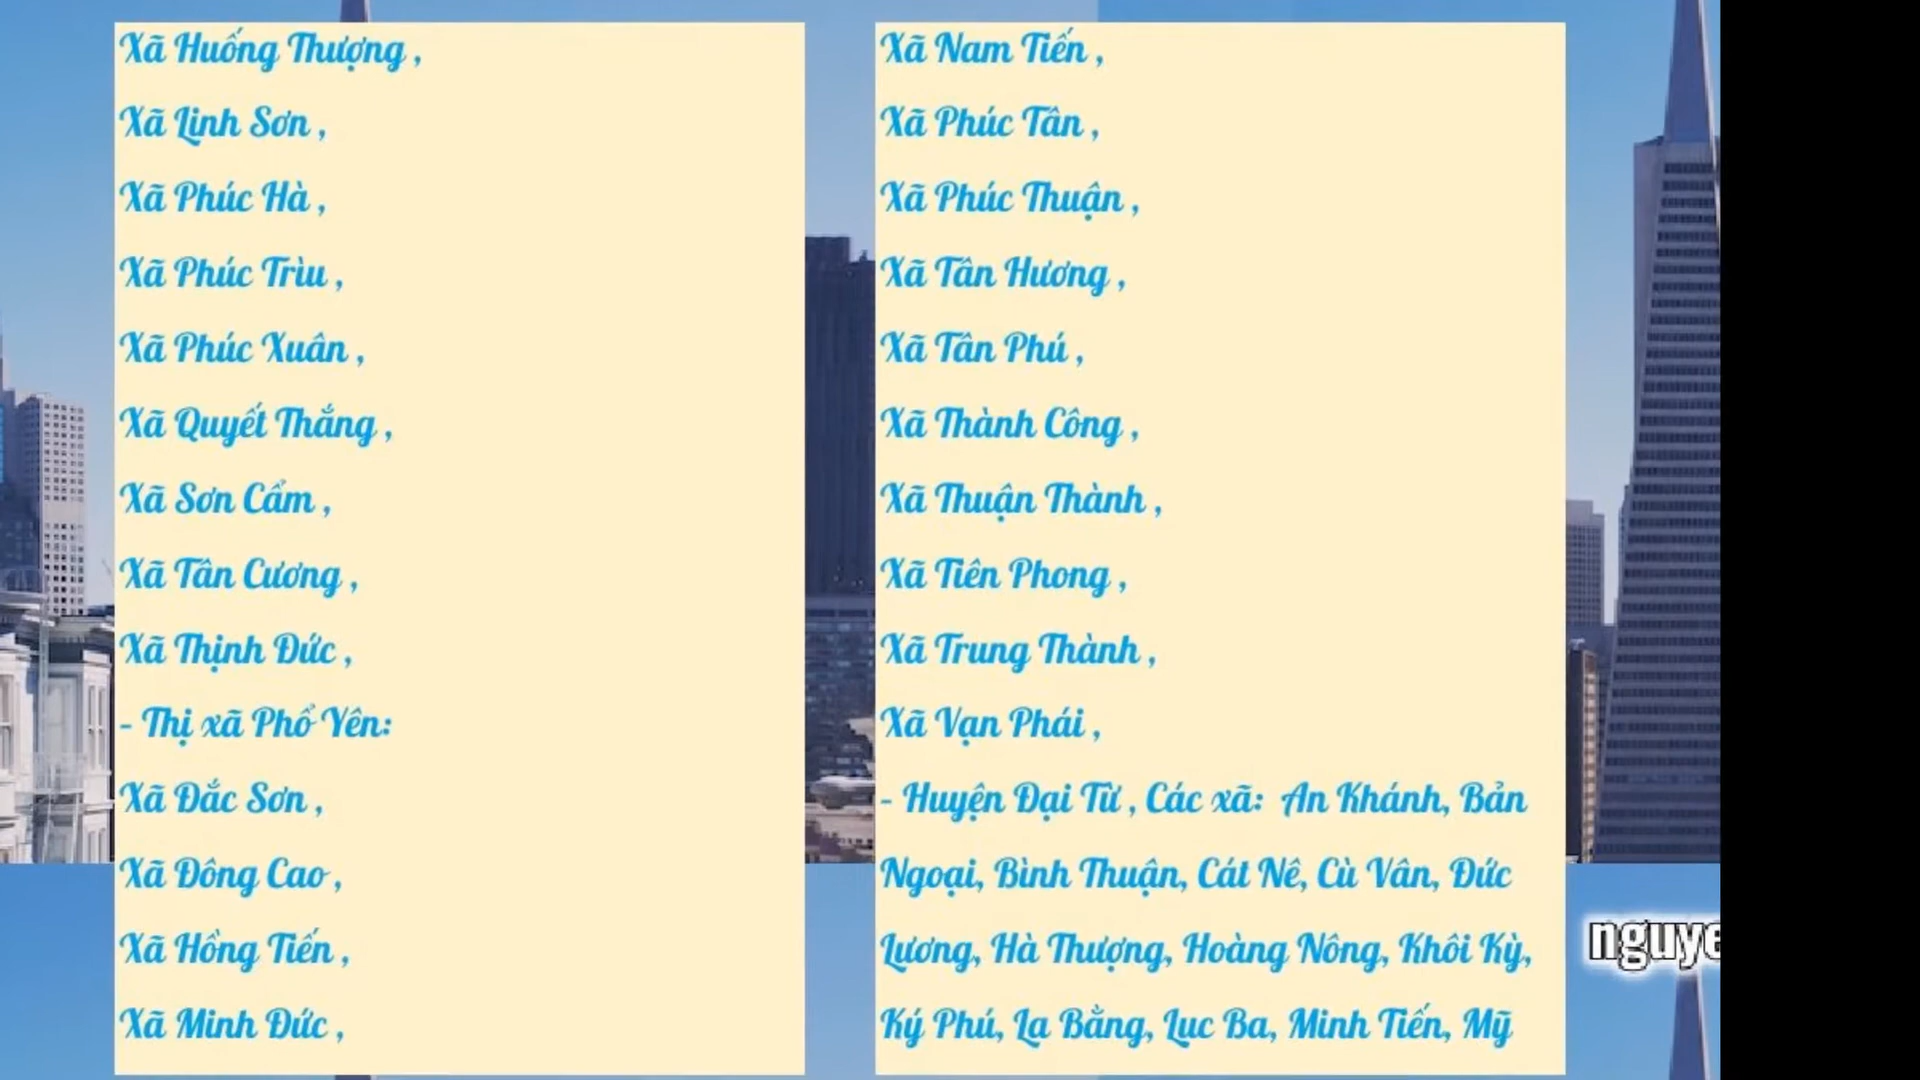 Xã Huống Thượng ,
Xã Linh Sơn ,
Xã Phúc Hà ,
Xã Phúc Trìu ,
Xã Phúc Xuân ,
Xã Quyết Thắng ,
Xã Sơn Cẩm ,
Xã Tân Cương ,
Xã Thịnh Đức ,
- Thị xã Phổ Yên:
Xã Đắc Sơn ,
Xã Đông Cao ,
Xã Hồng Tiến ,
Xã Minh Đức ,
Xã Nam Tiến ,
Xã Phúc Tân ,
Xã Phúc Thuận ,
Xã Tân Hương ,
Xã Tân Phú ,
Xã Thành Công ,
Xã Thuận Thành ,
Xã Tiên Phong ,
Xã Trung Thành ,
Xã Vạn Phái ,
- Huyện Đại Từ , Các xã: An Khánh, Bản
Ngoại, Bình Thuận, Cát Nê, Cù Vân, Đức
Lương, Hà Thượng, Hoàng Nông, Khôi Kỳ,
Ký Phú, La Bằng, Lục Ba, Minh Tiến, Mỹ
nguye